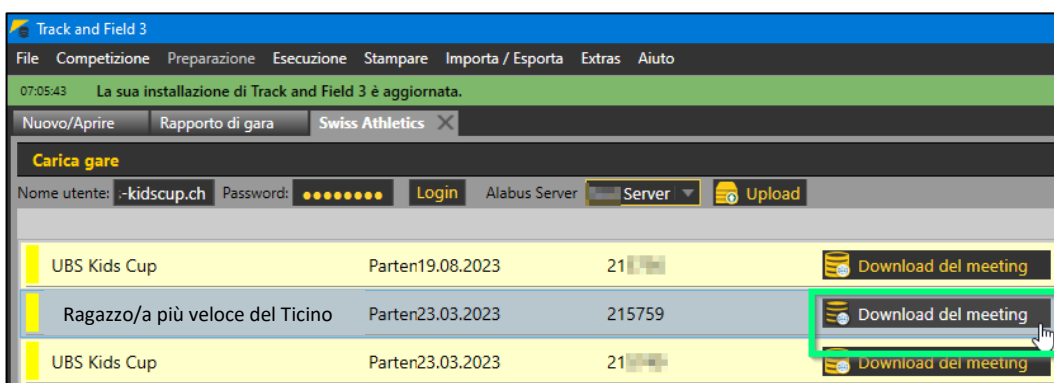 Track and Field 3
File Competizione Preparazione Esecuzione Stampare Importa / Esporta Extras Aiuto
07:05:43 La sua installazione di Track and Field 3 è aggiornata.
Nuovo/Aprire Rapporto di gara Swiss Athletics
Carica gare
Nome utente: -kidscup.ch Password: ●●●●●●●● Login Alabus Server Server Upload
UBS Kids Cup Parten19.08.2023 21 Download del meeting
Ragazzo/a più veloce del Ticino Parten23.03.2023 215759 Download del meeting
UBS Kids Cup Parten23.03.2023 21 Download del meeting